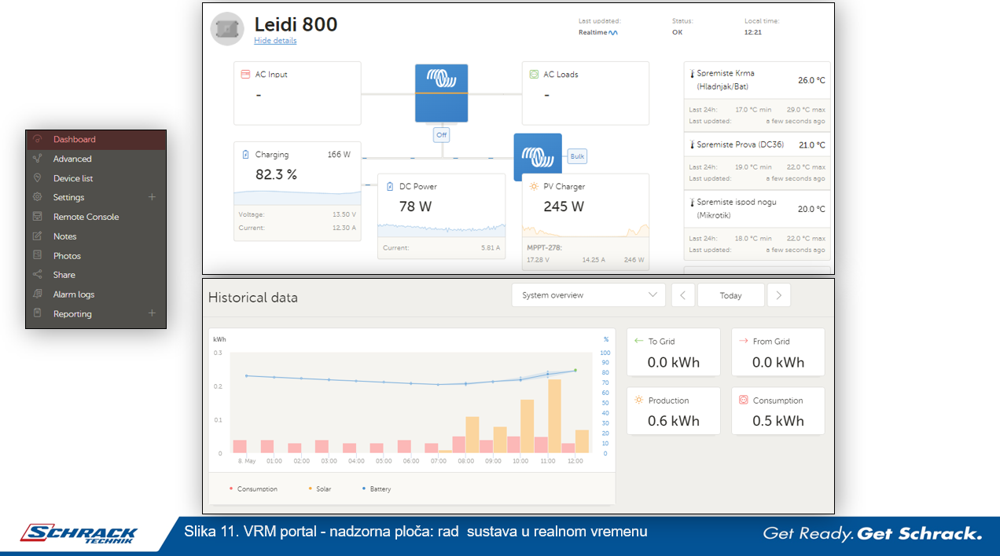 Leidi 800
Hide details
Last updated:
Realtime
Status:
OK
Local time:
12:21
AC Input
-
AC Loads
-
Off
Charging 166 W
82.3 %
Voltage: 13.50 V
Current: 12.30 A
DC Power
78 W
Current: 5.81 A
Bulk
PV Charger
245 W
MPPT-278:
17.28 V 14.25 A 246 W
Spremiste Krma
(Hladnjak/Bat)
26.0 °C
Last 24h: 17.0 °C min 29.0 °C max
Last updated: a few seconds ago
Spremiste Prova (DC36) 21.0 °C
Last 24h: 19.0 °C min 22.0 °C max
Last updated: a few seconds ago
Spremiste ispod nogu
(Mikrotik)
20.0 °C
Last 24h: 18.0 °C min 22.0 °C max
Last updated: a few seconds ago
Dashboard
Advanced
Device list
Settings +
Remote Console
Notes
Photos
Share
Alarm logs
Reporting +
Historical data
System overview
Today
kWh
0.3
0.2
0.1
0
%
100
90
80
70
60
50
40
30
20
10
0
8. May 01:00 02:00 03:00 04:00 05:00 06:00 07:00 08:00 09:00 10:00 11:00 12:00
Consumption Solar Battery
To Grid
0.0 kWh
From Grid
0.0 kWh
Production
0.6 kWh
Consumption
0.5 kWh
SCHRACK
TECHNIK
Slika 11. VRM portal - nadzorna ploča: rad  sustava u realnom vremenu
Get Ready. Get Schrack.